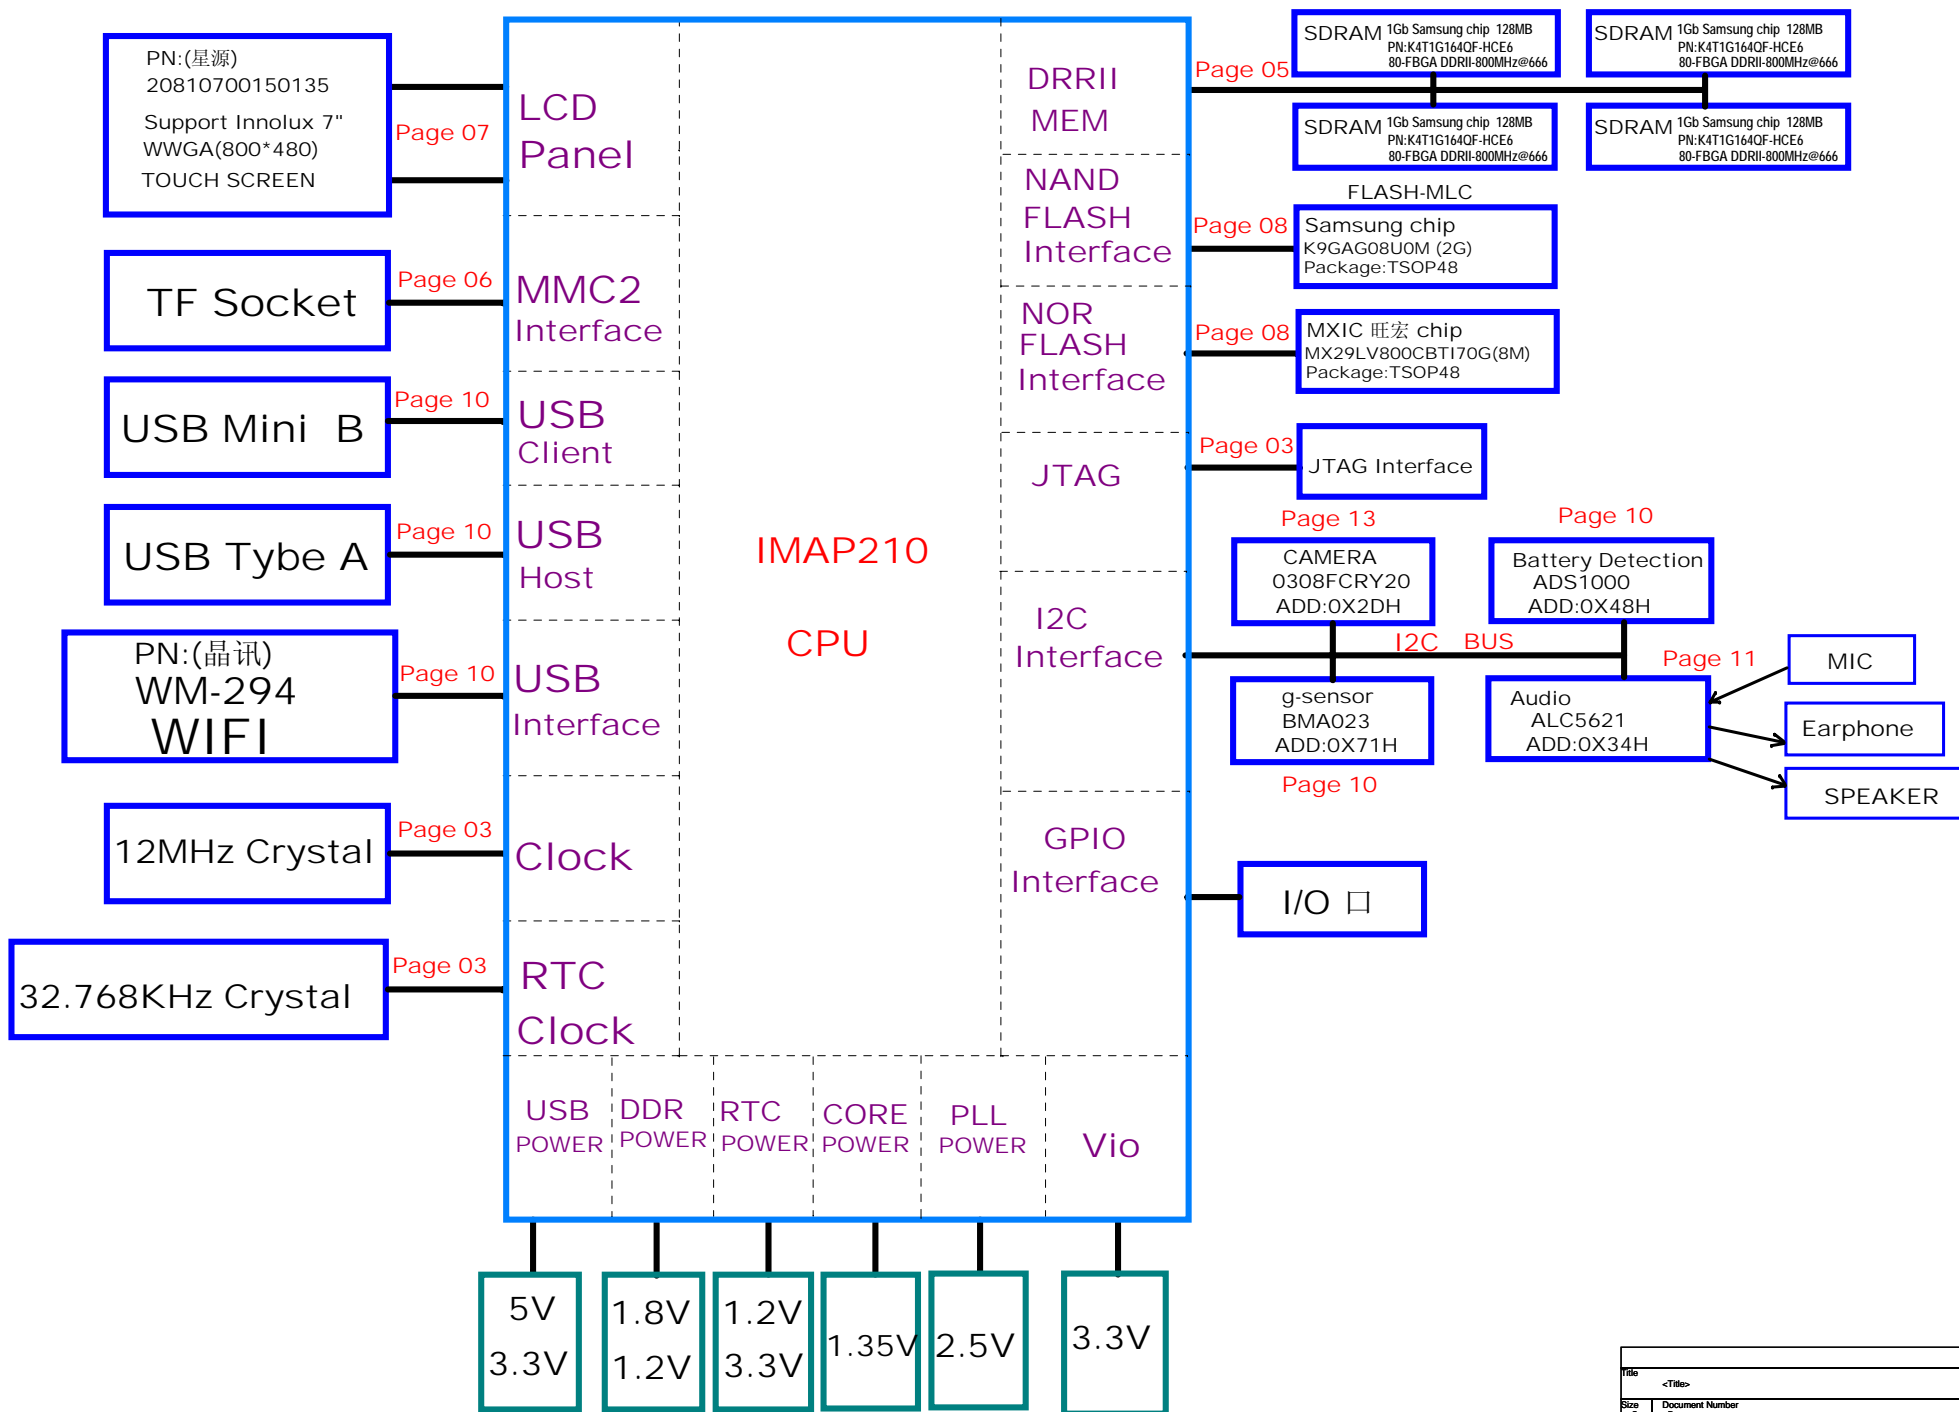 PN:(星源)
20810700150135
Support Innolux 7"
WWGA(800*480)
TOUCH SCREEN
Page 07
LCD
Panel
TF Socket
Page 06
MMC2
Interface
USB Mini B
Page 10
USB
Client
USB Tybe A
Page 10
USB
Host
PN:(晶讯)
WM-294
WIFI
Page 10
USB
Interface
12MHz Crystal
Page 03
Clock
32.768KHz Crystal
Page 03
RTC
Clock
IMAP210
CPU
DRRII
MEM
Page 05
SDRAM 1Gb Samsung chip 128MB
PN:K4T1G164QF-HCE6
80-FBGA DDRII-800MHz@666
SDRAM 1Gb Samsung chip 128MB
PN:K4T1G164QF-HCE6
80-FBGA DDRII-800MHz@666
SDRAM 1Gb Samsung chip 128MB
PN:K4T1G164QF-HCE6
80-FBGA DDRII-800MHz@666
SDRAM 1Gb Samsung chip 128MB
PN:K4T1G164QF-HCE6
80-FBGA DDRII-800MHz@666
NAND
FLASH
Interface
Page 08
FLASH-MLC
Samsung chip
K9GAG08U0M (2G)
Package:TSOP48
NOR
FLASH
Interface
Page 08
MXIC 旺宏 chip
MX29LV800CBTI70G(8M)
Package:TSOP48
JTAG
Page 03
JTAG Interface
I2C
Interface
Page 13
CAMERA
0308FCRY20
ADD:0X2DH
Page 10
Battery Detection
ADS1000
ADD:0X48H
I2C BUS
g-sensor
BMA023
ADD:0X71H
Page 10
Page 11
Audio
ALC5621
ADD:0X34H
MIC
Earphone
SPEAKER
GPIO
Interface
I/O 口
USB
POWER
DDR
POWER
RTC
POWER
CORE
POWER
PLL
POWER
Vio
5V
3.3V
1.8V
1.2V
1.2V
3.3V
1.35V
2.5V
3.3V
Title
<Title>
Size
Document Number